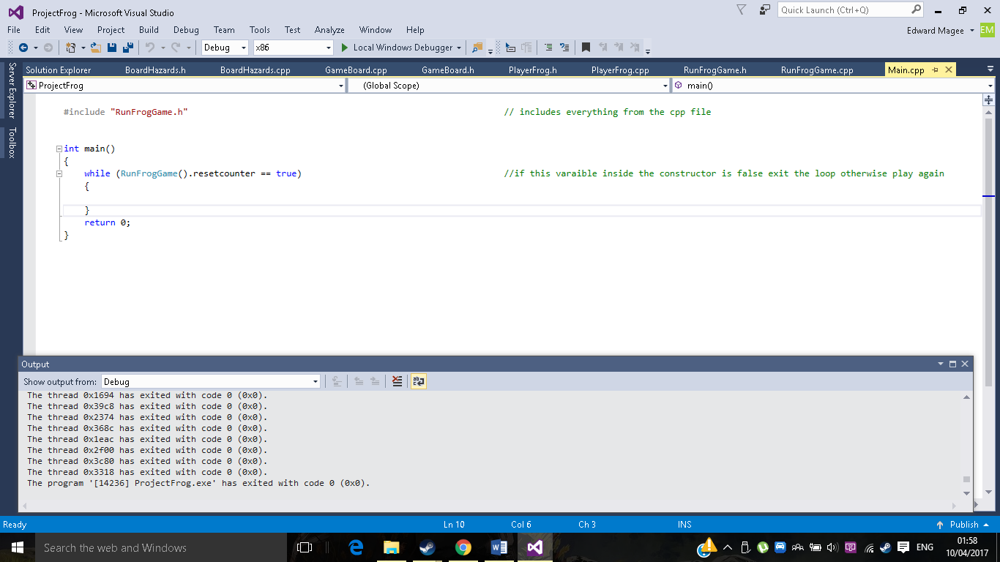 ProjectFrog - Microsoft Visual Studio
Quick Launch (Ctrl+Q)
File Edit View Project Build Debug Team Tools Test Analyze Window Help
Edward Magee EM
Debug x86 Local Windows Debugger
Server Explorer
Toolbox
Solution Explorer BoardHazards.h BoardHazards.cpp GameBoard.cpp GameBoard.h PlayerFrog.h PlayerFrog.cpp RunFrogGame.h RunFrogGame.cpp Main.cpp
ProjectFrog (Global Scope) main()
#include "RunFrogGame.h" // includes everything from the cpp file
int main()
{
while (RunFrogGame().resetcounter == true) //if this varaible inside the constructor is false exit the loop otherwise play again
{
}
return 0;
}
Output
Show output from: Debug
The thread 0x1694 has exited with code 0 (0x0).
The thread 0x39c8 has exited with code 0 (0x0).
The thread 0x2374 has exited with code 0 (0x0).
The thread 0x368c has exited with code 0 (0x0).
The thread 0x1eac has exited with code 0 (0x0).
The thread 0x2f00 has exited with code 0 (0x0).
The thread 0x3c80 has exited with code 0 (0x0).
The thread 0x3318 has exited with code 0 (0x0).
The program '[14236] ProjectFrog.exe' has exited with code 0 (0x0).
Ready Ln 10 Col 6 Ch 3 INS Publish
Search the web and Windows
ENG
01:58
10/04/2017